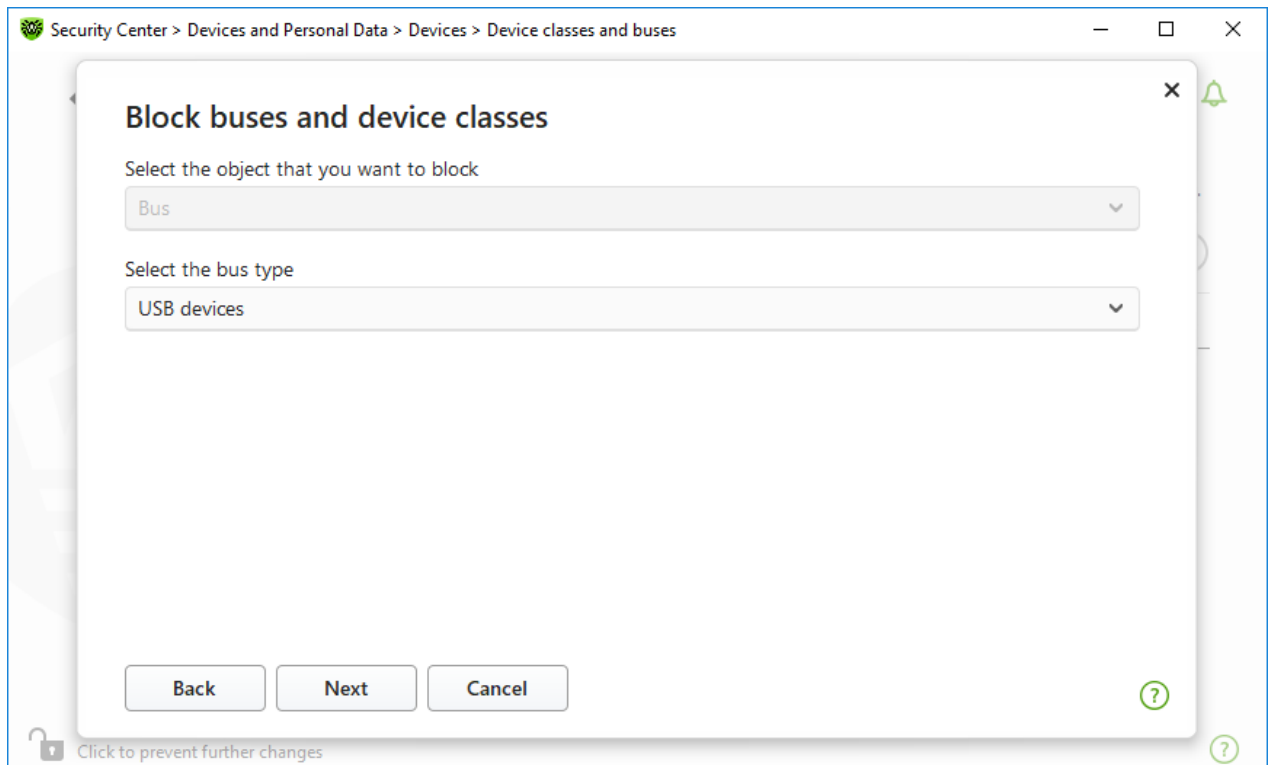 Security Center > Devices and Personal Data > Devices > Device classes and buses
Block buses and device classes
Select the object that you want to block
Bus
Select the bus type
USB devices
Back
Next
Cancel
?
Click to prevent further changes
?